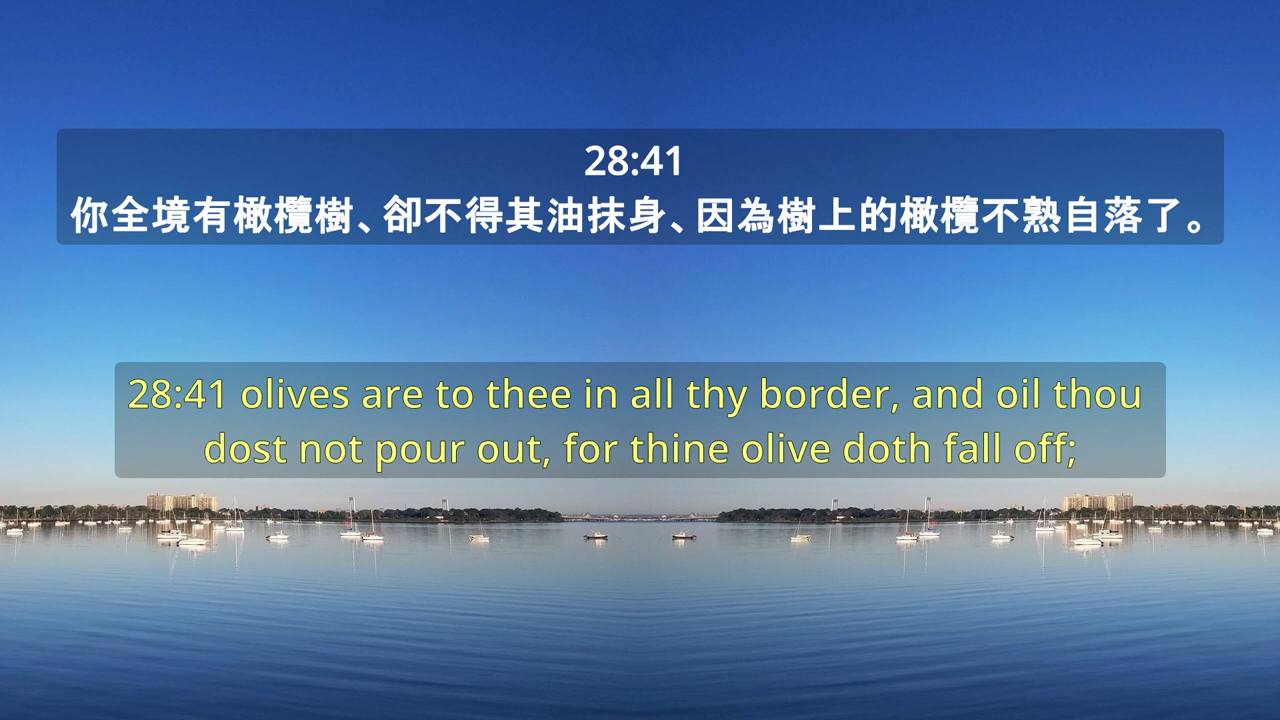 28:41
你全境有橄欖樹、卻不得其油抹身、因為樹上的橄欖不熟自落了。
28:41 olives are to thee in all thy border, and oil thou
dost not pour out, for thine olive doth fall off;